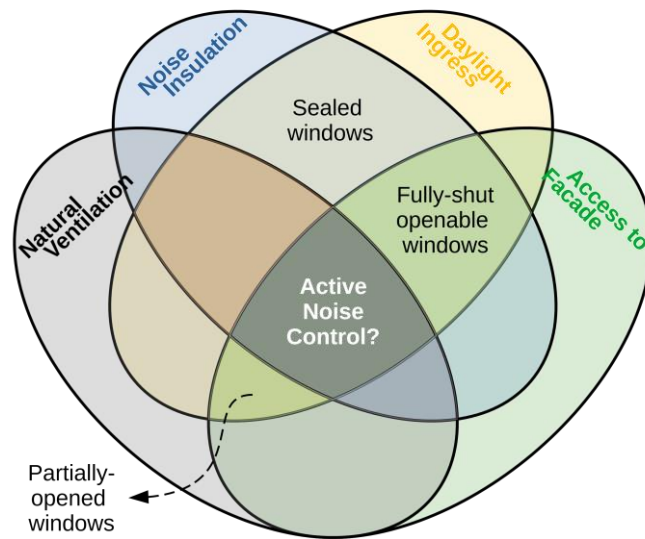 Noise
Insulation
Daylight
Ingress
Sealed
windows
Natural
Ventilation
Fully-shut
openable
windows
Access to
Facade
Active
Noise
Control?
Partially-
opened
windows